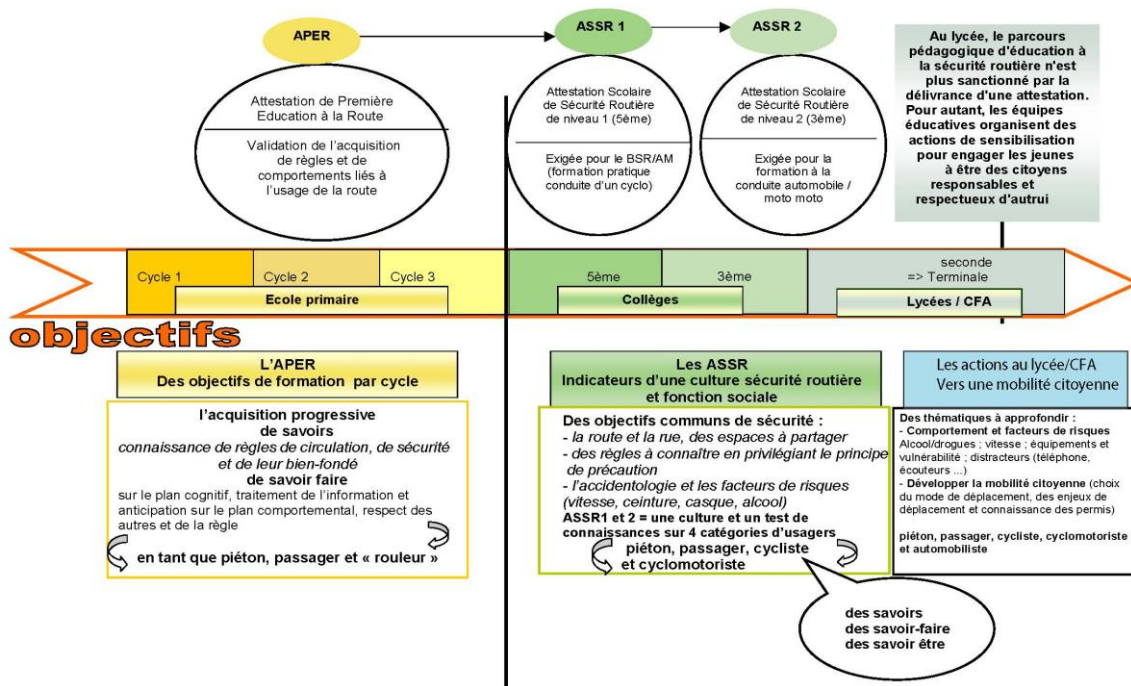 APER
ASSR 1
ASSR 2
Attestation de Première
Education à la Route
Validation de l'acquisition
de règles et de
comportements liés à
l'usage de la route
Attestation Scolaire
de Sécurité Routière
de niveau 1 (5ème)
Exigée pour le BSR/AM
(formation pratique
conduite d'un cyclo)
Attestation Scolaire
de Sécurité Routière
de niveau 2 (3ème)
Exigée pour la
formation à la
conduite automobile /
moto moto
Au lycée, le parcours
pédagogique d'éducation à
la sécurité routière n'est
plus sanctionné par la
délivrance d'une attestation.
Pour autant, les équipes
éducatives organisent des
actions de sensibilisation
pour engager les jeunes
à être des citoyens
responsables et
respectueux d'autrui
Cycle 1
Cycle 2
Cycle 3
Ecole primaire
5ème
3ème
Collèges
seconde
=> Terminale
Lycées / CFA
objectifs
L'APER
Des objectifs de formation par cycle
l'acquisition progressive
de savoirs
connaissance de règles de circulation, de sécurité
et de leur bien-fondé
de savoir faire
sur le plan cognitif, traitement de l'information et
anticipation sur le plan comportemental, respect des
autres et de la règle
en tant que piéton, passager et « rouleur »
Les ASSR
Indicateurs d'une culture sécurité routière
et fonction sociale
Des objectifs communs de sécurité :
- la route et la rue, des espaces à partager
- des règles à connaître en privilégiant le principe
de précaution
- l'accidentologie et les facteurs de risques
(vitesse, ceinture, casque, alcool)
ASSR1 et 2 = une culture et un test de
connaissances sur 4 catégories d'usagers
piéton, passager, cycliste
et cyclomotoriste
des savoirs
des savoir-faire
des savoir être
Les actions au lycée/CFA
Vers une mobilité citoyenne
Des thématiques à approfondir :
- Comportement et facteurs de risques
Alcool/drogues ; vitesse ; équipements et
vulnérabilité ; distracteurs (téléphone,
écouteurs ...)
- Développer la mobilité citoyenne (choix
du mode de déplacement, des enjeux de
déplacement et connaissance des permis)
piéton, passager, cycliste, cyclomotoriste
et automobiliste